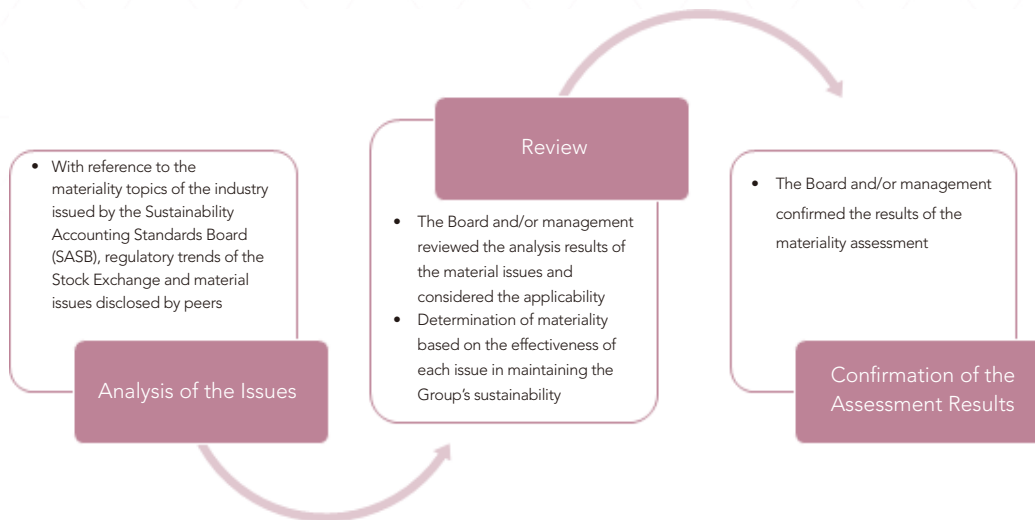 • With reference to the
materiality topics of the industry
issued by the Sustainability
Accounting Standards Board
(SASB), regulatory trends of the
Stock Exchange and material
issues disclosed by peers
Analysis of the Issues
Review
• The Board and/or management
reviewed the analysis results of
the material issues and
considered the applicability
• Determination of materiality
based on the effectiveness of
each issue in maintaining the
Group’s sustainability
• The Board and/or management
confirmed the results of the
materiality assessment
Confirmation of the
Assessment Results